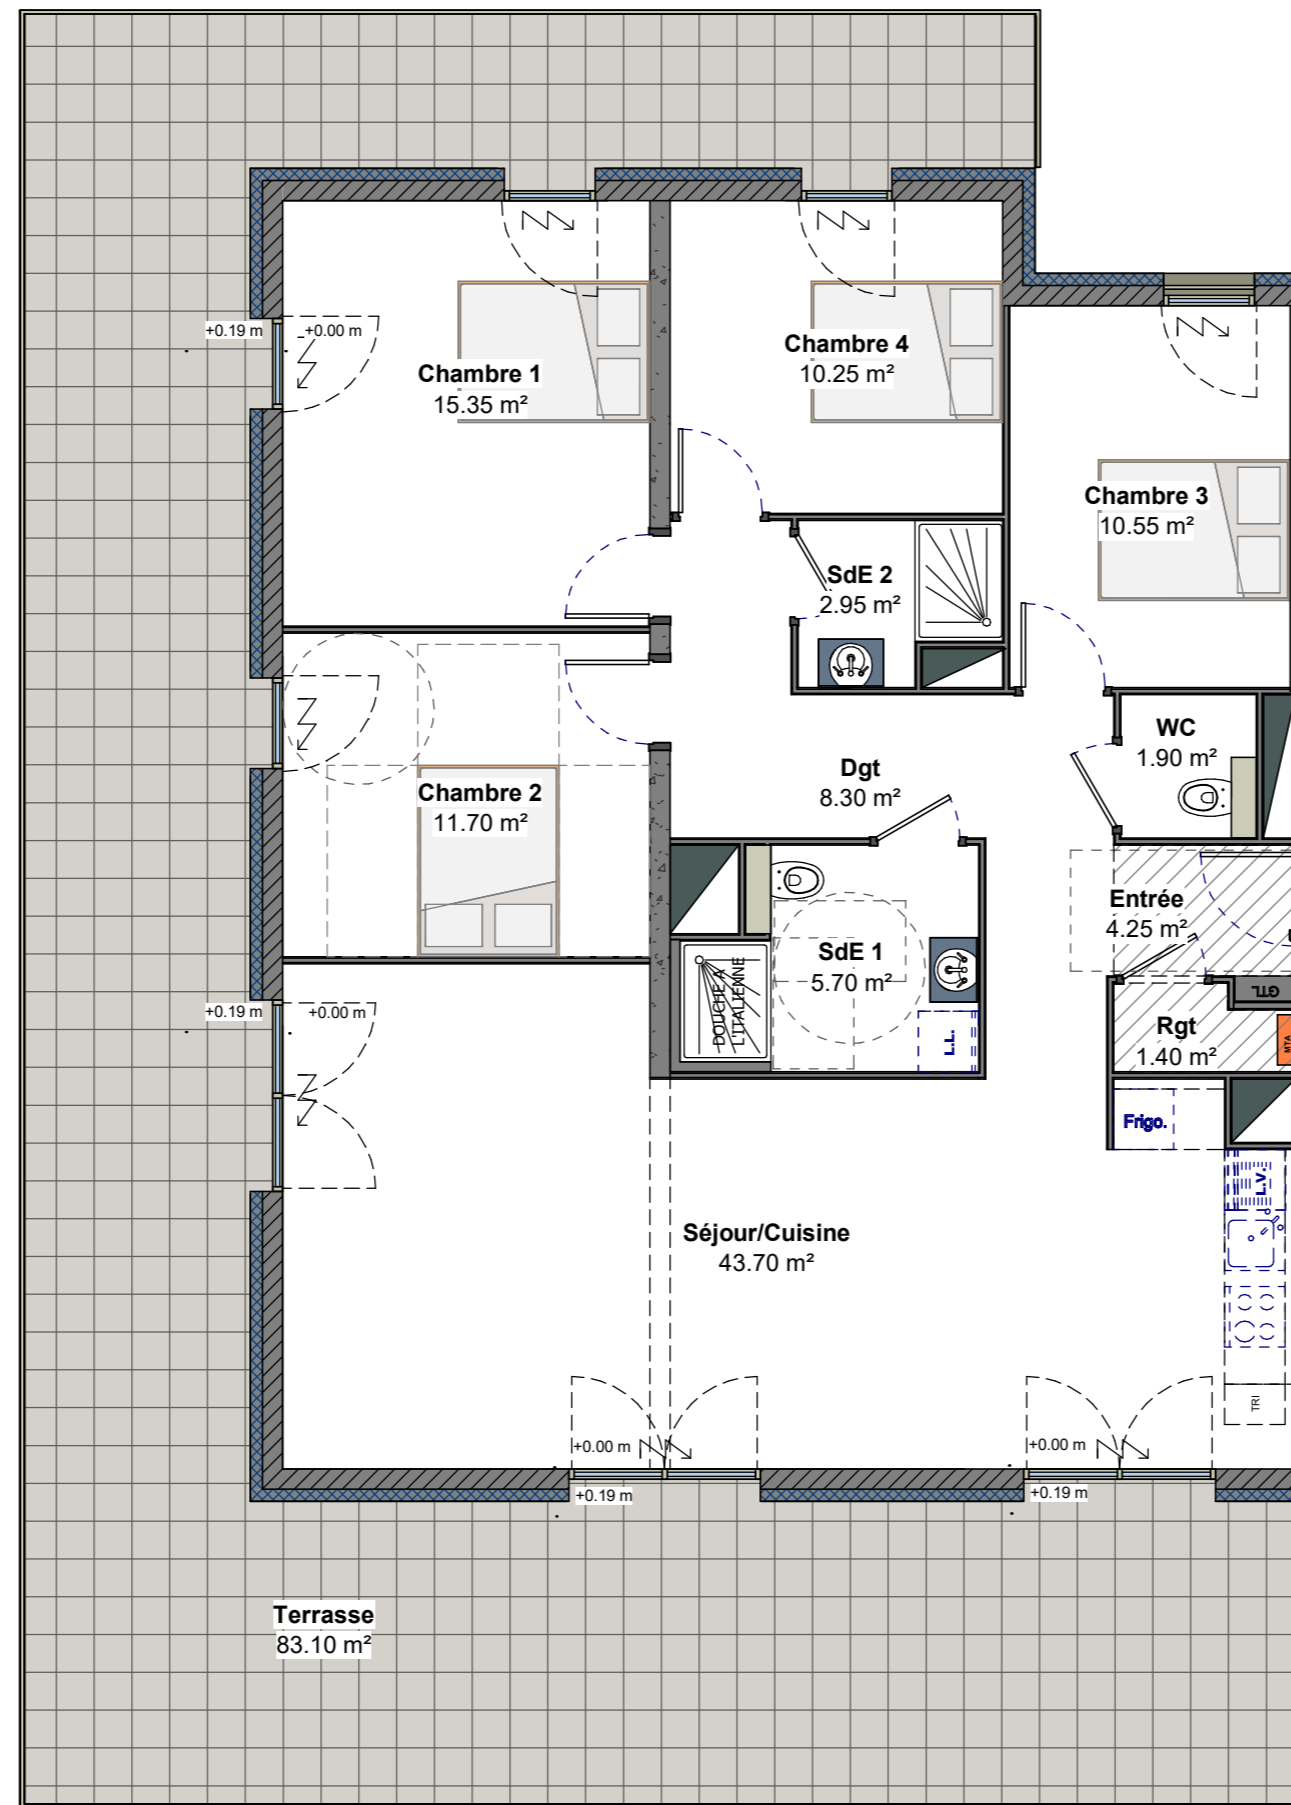 +0.19 m
+0.00 m
Chambre 1
15.35 m²
Chambre 4
10.25 m²
Chambre 3
10.55 m²
SdE 2
2.95 m²
WC
1.90 m²
Dgt
8.30 m²
Chambre 2
11.70 m²
Entrée
4.25 m²
SdE 1
5.70 m²
DOUCHE A
L'ITALIENNE
L.L.
GTL
Rgt
1.40 m²
MTA
+0.19 m
+0.00 m
Frigo.
L.V.
Séjour/Cuisine
43.70 m²
TRI
+0.00 m
+0.19 m
+0.00 m
+0.19 m
Terrasse
83.10 m²